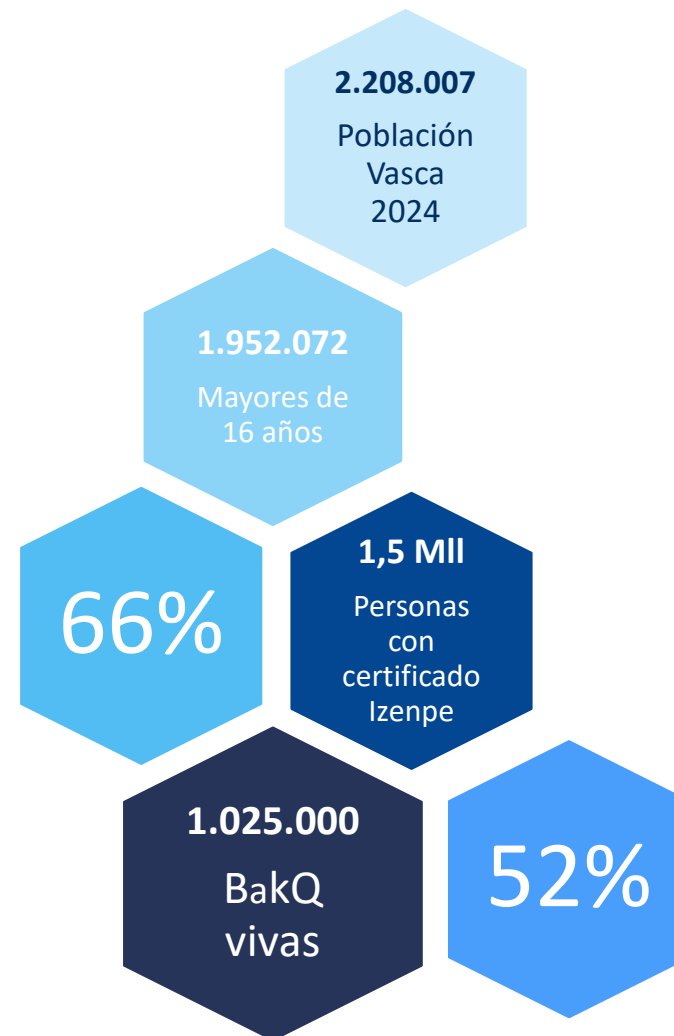 2.208.007
Población
Vasca
2024
1.952.072
Mayores de
16 años
66%
1,5 Mll
Personas
con
certificado
Izenpe
1.025.000
BakQ
vivas
52%